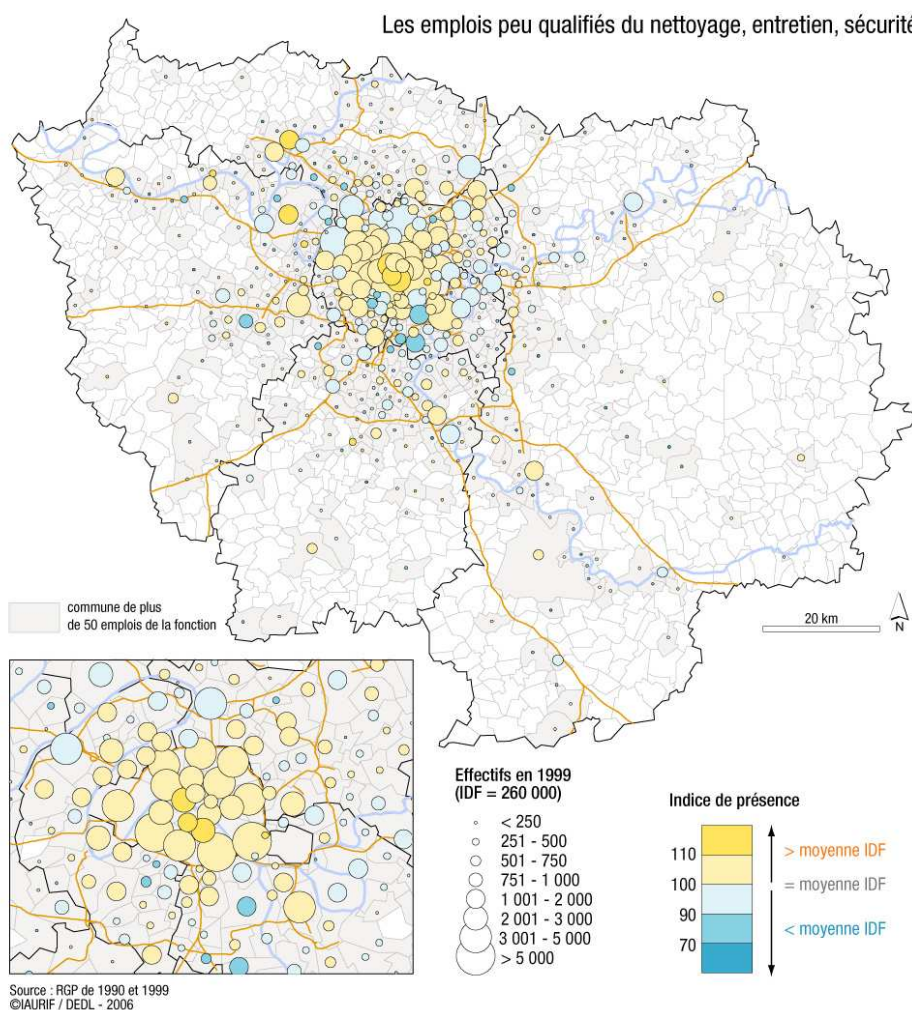 Les emplois peu qualifiés du nettoyage, entretien, sécurité
commune de plus
de 50 emplois de la fonction
20 km
N
Effectifs en 1999
(IDF = 260 000)
< 250
251 - 500
501 - 750
751 - 1 000
1 001 - 2 000
2 001 - 3 000
3 001 - 5 000
> 5 000
Indice de présence
110
100
90
70
> moyenne IDF
= moyenne IDF
< moyenne IDF
Source : RGP de 1990 et 1999
©IAURIF / DEDL - 2006